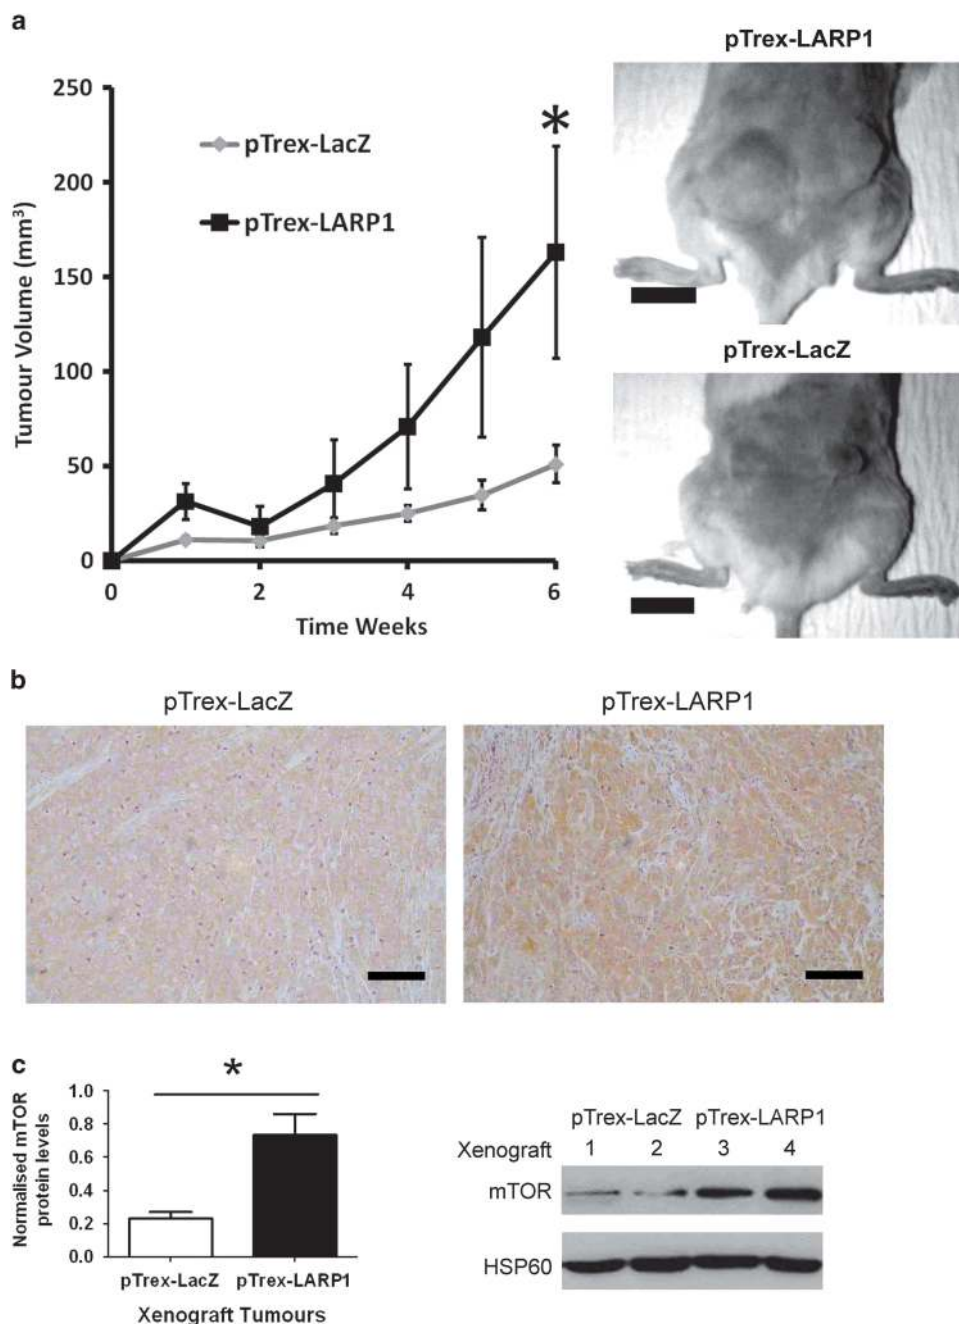 a
250
200
150
100
50
0
Tumour Volume (mm³)
pTrex-LacZ
pTrex-LARP1
*
0 2 4 6
Time Weeks
pTrex-LARP1
pTrex-LacZ
b
pTrex-LacZ
pTrex-LARP1
c
Normalised mTOR
protein levels
1.0
0.8
0.6
0.4
0.2
0.0
*
pTrex-LacZ pTrex-LARP1
Xenograft Tumours
pTrex-LacZ pTrex-LARP1
Xenograft 1 2 3 4
mTOR
HSP60